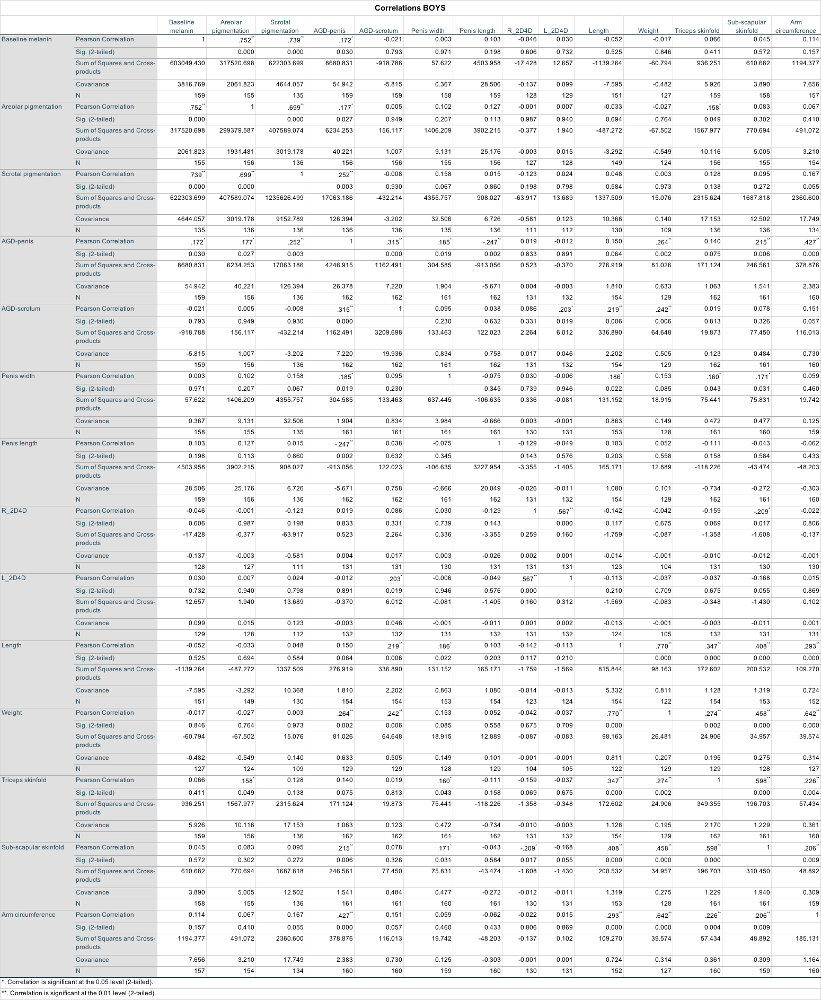 Correlations BOYS
Baseline melanin Areolar pigmentation Scrotal pigmentation AGD-penis AGD-scrotum Penis width Penis length R_2D4D L_2D4D Length Weight Triceps skinfold Sub-scapular skinfold Arm circumference
Baseline melanin Pearson Correlation 1 .752** .739** .172* -0.021 0.003 0.103 -0.046 0.030 -0.052 -0.017 0.066 0.045 0.114
Sig. (2-tailed) 0.000 0.000 0.030 0.793 0.971 0.198 0.606 0.732 0.525 0.846 0.411 0.572 0.157
Sum of Squares and Cross-products 603049.430 317520.698 622303.699 8680.831 -918.788 57.622 4503.958 -17.428 12.657 -1139.264 -60.794 936.251 610.682 1194.377
Covariance 3816.769 2061.823 4644.057 54.942 -5.815 0.367 28.506 -0.137 0.099 -7.595 -0.482 5.926 3.890 7.656
N 159 155 135 159 159 158 159 128 129 151 127 159 158 157
Areolar pigmentation Pearson Correlation .752** 1 .699** .177* 0.005 0.102 0.127 -0.001 0.007 -0.033 -0.027 .158* 0.083 0.067
Sig. (2-tailed) 0.000 0.000 0.027 0.949 0.207 0.113 0.987 0.940 0.694 0.764 0.049 0.302 0.410
Sum of Squares and Cross-products 317520.698 299379.587 407589.074 6234.253 156.117 1406.209 3902.215 -0.377 1.940 -487.272 -67.502 1567.977 770.694 491.072
Covariance 2061.823 1931.481 3019.178 40.221 1.007 9.131 25.176 -0.003 0.015 -3.292 -0.549 10.116 5.005 3.210
N 155 156 136 156 156 155 156 127 128 149 124 156 155 154
Scrotal pigmentation Pearson Correlation .739** .699** 1 .252** -0.008 0.158 0.015 -0.123 0.024 0.048 0.003 0.128 0.095 0.167
Sig. (2-tailed) 0.000 0.000 0.003 0.930 0.067 0.860 0.198 0.798 0.584 0.973 0.138 0.272 0.055
Sum of Squares and Cross-products 622303.699 407589.074 1235626.499 17063.186 -432.214 4355.757 908.027 -63.917 13.689 1337.509 15.076 2315.624 1687.818 2360.600
Covariance 4644.057 3019.178 9152.789 126.394 -3.202 32.506 6.726 -0.581 0.123 10.368 0.140 17.153 12.502 17.749
N 135 136 136 136 136 135 136 111 112 130 109 136 136 134
AGD-penis Pearson Correlation .172* .177* .252** 1 .315** .185* -.247** 0.019 -0.012 0.150 .264** 0.140 .215** .427**
Sig. (2-tailed) 0.030 0.027 0.003 0.000 0.019 0.002 0.833 0.891 0.064 0.002 0.075 0.006 0.000
Sum of Squares and Cross-products 8680.831 6234.253 17063.186 4246.915 1162.491 304.585 -913.056 0.523 -0.370 276.919 81.026 171.124 246.561 378.876
Covariance 54.942 40.221 126.394 26.378 7.220 1.904 -5.671 0.004 -0.003 1.810 0.633 1.063 1.541 2.383
N 159 156 136 162 162 161 162 131 132 154 129 162 161 160
AGD-scrotum Pearson Correlation -0.021 0.005 -0.008 .315** 1 0.095 0.038 0.086 .203* .219** .242** 0.019 0.078 0.151
Sig. (2-tailed) 0.793 0.949 0.930 0.000 0.230 0.632 0.331 0.019 0.006 0.006 0.813 0.326 0.057
Sum of Squares and Cross-products -918.788 156.117 -432.214 1162.491 3209.698 133.463 122.023 2.264 6.012 336.890 64.648 19.873 77.450 116.013
Covariance -5.815 1.007 -3.202 7.220 19.936 0.834 0.758 0.017 0.046 2.202 0.505 0.123 0.484 0.730
N 159 156 136 162 162 161 162 131 132 154 129 162 161 160
Penis width Pearson Correlation 0.003 0.102 0.158 .185* 0.095 1 -0.075 0.030 -0.006 .186* 0.153 .160* .171* 0.059
Sig. (2-tailed) 0.971 0.207 0.067 0.019 0.230 0.345 0.739 0.946 0.022 0.085 0.043 0.031 0.460
Sum of Squares and Cross-products 57.622 1406.209 4355.757 304.585 133.463 637.445 -106.635 0.336 -0.081 131.152 18.915 75.441 75.831 19.742
Covariance 0.367 9.131 32.506 1.904 0.834 3.984 -0.666 0.003 -0.001 0.863 0.149 0.472 0.477 0.125
N 158 155 135 161 161 161 161 130 131 153 128 161 160 159
Penis length Pearson Correlation 0.103 0.127 0.015 -.247** 0.038 -0.075 1 -0.129 -0.049 0.103 0.052 -0.111 -0.043 -0.062
Sig. (2-tailed) 0.198 0.113 0.860 0.002 0.632 0.345 0.143 0.576 0.203 0.558 0.158 0.584 0.433
Sum of Squares and Cross-products 4503.958 3902.215 908.027 -913.056 122.023 -106.635 3227.954 -3.355 -1.405 165.171 12.889 -118.226 -43.474 -48.203
Covariance 28.506 25.176 6.726 -5.671 0.758 -0.666 20.049 -0.026 -0.011 1.080 0.101 -0.734 -0.272 -0.303
N 159 156 136 162 162 161 162 131 132 154 129 162 161 160
R_2D4D Pearson Correlation -0.046 -0.001 -0.123 0.019 0.086 0.030 -0.129 1 .567** -0.142 -0.042 -0.159 -.209* -0.022
Sig. (2-tailed) 0.606 0.987 0.198 0.833 0.331 0.739 0.143 0.000 0.117 0.675 0.069 0.017 0.806
Sum of Squares and Cross-products -17.428 -0.377 -63.917 0.523 2.264 0.336 -3.355 0.259 0.160 -1.759 -0.087 -1.358 -1.608 -0.137
Covariance -0.137 -0.003 -0.581 0.004 0.017 0.003 -0.026 0.002 0.001 -0.014 -0.001 -0.010 -0.012 -0.001
N 128 127 111 131 131 130 131 131 131 123 104 131 130 130
L_2D4D Pearson Correlation 0.030 0.007 0.024 -0.012 .203* -0.006 -0.049 .567** 1 -0.113 -0.037 -0.037 -0.168 0.015
Sig. (2-tailed) 0.732 0.940 0.798 0.891 0.019 0.946 0.576 0.000 0.210 0.709 0.675 0.055 0.869
Sum of Squares and Cross-products 12.657 1.940 13.689 -0.370 6.012 -0.081 -1.405 0.160 0.312 -1.569 -0.083 -0.348 -1.430 0.102
Covariance 0.099 0.015 0.123 -0.003 0.046 -0.001 -0.011 0.001 0.002 -0.013 -0.001 -0.003 -0.011 0.001
N 129 128 112 132 132 131 132 131 132 124 105 132 131 131
Length Pearson Correlation -0.052 -0.033 0.048 0.150 .219** .186* 0.103 -0.142 -0.113 1 .770** .347** .408** .293**
Sig. (2-tailed) 0.525 0.694 0.584 0.064 0.006 0.022 0.203 0.117 0.210 0.000 0.000 0.000 0.000
Sum of Squares and Cross-products -1139.264 -487.272 1337.509 276.919 336.890 131.152 165.171 -1.759 -1.569 815.844 98.163 172.602 200.532 109.270
Covariance -7.595 -3.292 10.368 1.810 2.202 0.863 1.080 -0.014 -0.013 5.332 0.811 1.128 1.319 0.724
N 151 149 130 154 154 153 154 123 124 154 122 154 153 152
Weight Pearson Correlation -0.017 -0.027 0.003 .264** .242** 0.153 0.052 -0.042 -0.037 .770** 1 .274** .458** .642**
Sig. (2-tailed) 0.846 0.764 0.973 0.002 0.006 0.085 0.558 0.675 0.709 0.000 0.002 0.000 0.000
Sum of Squares and Cross-products -60.794 -67.502 15.076 81.026 64.648 18.915 12.889 -0.087 -0.083 98.163 26.481 24.906 34.957 39.574
Covariance -0.482 -0.549 0.140 0.633 0.505 0.149 0.101 -0.001 -0.001 0.811 0.207 0.195 0.275 0.314
N 127 124 109 129 129 128 129 104 105 122 129 129 128 127
Triceps skinfold Pearson Correlation 0.066 .158* 0.128 0.140 0.019 .160* -0.111 -0.159 -0.037 .347** .274** 1 .598** .226**
Sig. (2-tailed) 0.411 0.049 0.138 0.075 0.813 0.043 0.158 0.069 0.675 0.000 0.002 0.000 0.004
Sum of Squares and Cross-products 936.251 1567.977 2315.624 171.124 19.873 75.441 -118.226 -1.358 -0.348 172.602 24.906 349.355 196.703 57.434
Covariance 5.926 10.116 17.153 1.063 0.123 0.472 -0.734 -0.010 -0.003 1.128 0.195 2.170 1.229 0.361
N 159 156 136 162 162 161 162 131 132 154 129 162 161 160
Sub-scapular skinfold Pearson Correlation 0.045 0.083 0.095 .215** 0.078 .171* -0.043 -.209* -0.168 .408** .458** .598** 1 .206**
Sig. (2-tailed) 0.572 0.302 0.272 0.006 0.326 0.031 0.584 0.017 0.055 0.000 0.000 0.000 0.009
Sum of Squares and Cross-products 610.682 770.694 1687.818 246.561 77.450 75.831 -43.474 -1.608 -1.430 200.532 34.957 196.703 310.450 48.892
Covariance 3.890 5.005 12.502 1.541 0.484 0.477 -0.272 -0.012 -0.011 1.319 0.275 1.229 1.940 0.309
N 158 155 136 161 161 160 161 130 131 153 128 161 161 159
Arm circumference Pearson Correlation 0.114 0.067 0.167 .427** 0.151 0.059 -0.062 -0.022 0.015 .293** .642** .226** .206** 1
Sig. (2-tailed) 0.157 0.410 0.055 0.000 0.057 0.460 0.433 0.806 0.869 0.000 0.000 0.004 0.009
Sum of Squares and Cross-products 1194.377 491.072 2360.600 378.876 116.013 19.742 -48.203 -0.137 0.102 109.270 39.574 57.434 48.892 185.131
Covariance 7.656 3.210 17.749 2.383 0.730 0.125 -0.303 -0.001 0.001 0.724 0.314 0.361 0.309 1.164
N 157 154 134 160 160 159 160 130 131 152 127 160 159 160
*. Correlation is significant at the 0.05 level (2-tailed).
**. Correlation is significant at the 0.01 level (2-tailed).